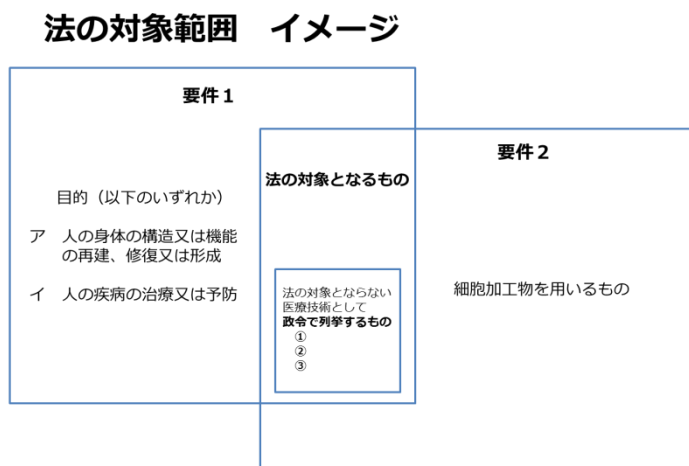 法の対象範囲　イメージ
要件１
目的（以下のいずれか）
ア　人の身体の構造又は機能
の再建、修復又は形成
イ　人の疾病の治療又は予防
法の対象となるもの
法の対象とならない
医療技術として
政令で列挙するもの
①
②
③
要件２
細胞加工物を用いるもの